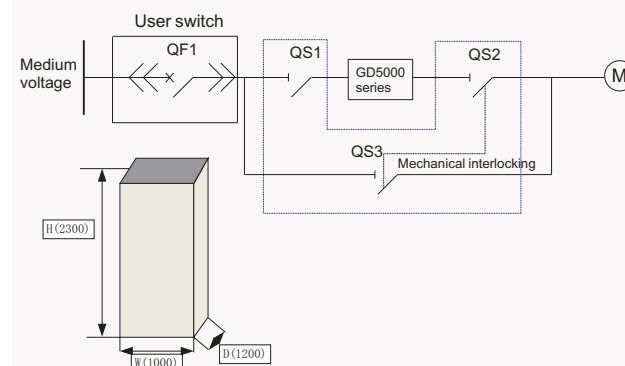 User switch
QF1
QS1
QS2
Medium
voltage
GD5000
series
M
QS3
Mechanical interlocking
H(2300)
D(1200)
W(1000)